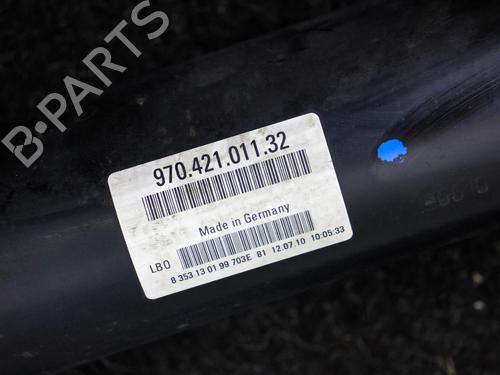 B-PARTS
970.421.011.32
Made in Germany
LBO
8 353 13 01 99 703E 81 12.07.10 10:05:33